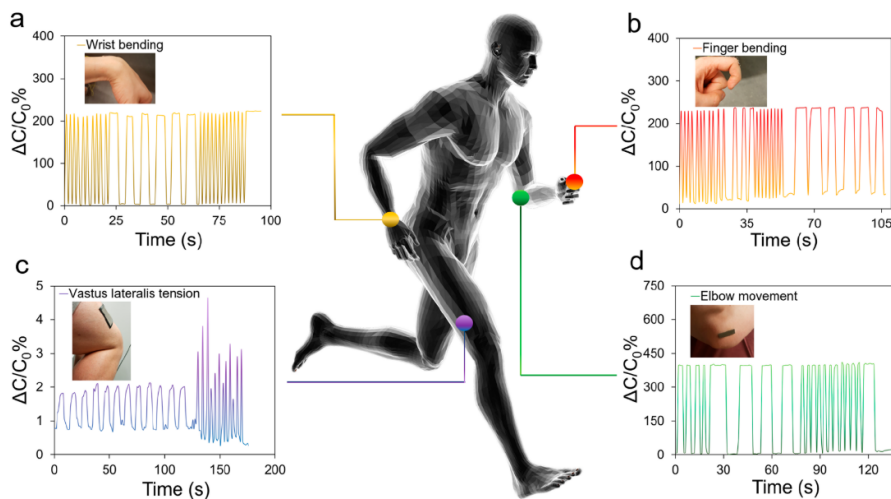 a
Wrist bending
ΔC/C₀%
400
300
200
100
0
0 25 50 75 100
Time (s)
b
Finger bending
ΔC/C₀%
400
300
200
100
0
0 35 70 105
Time (s)
c
Vastus lateralis tension
ΔC/C₀%
5
4
3
2
1
0
0 50 100 150 200
Time (s)
d
Elbow movement
ΔC/C₀%
750
600
450
300
150
0
0 30 60 90 120
Time (s)